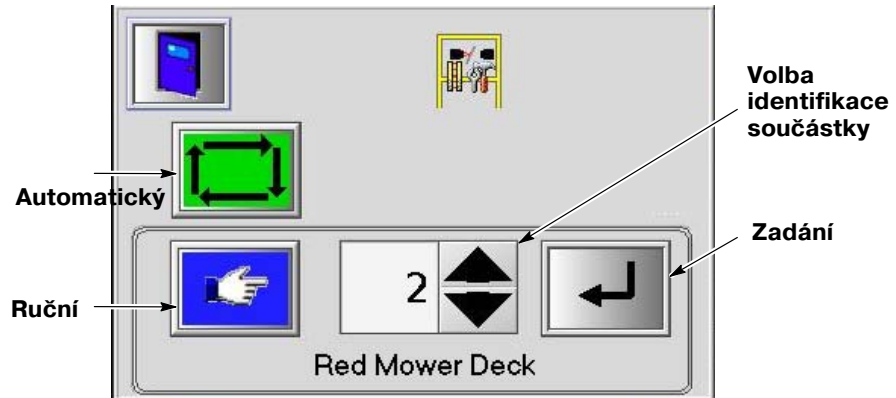 Volba
identifikace
součástky
Automatický
Zadání
Ruční
2
Red Mower Deck